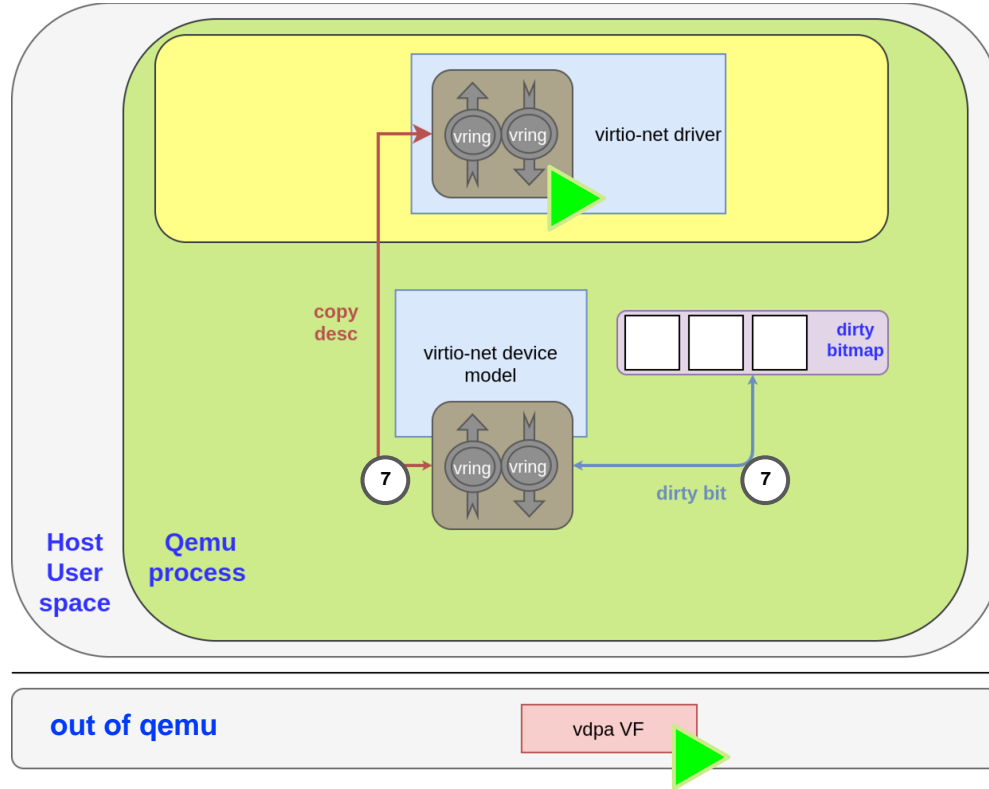 vring
vring
virtio-net driver
copy
desc
virtio-net device
model
dirty
bitmap
vring
vring
7
7
dirty bit
Host
User
space
Qemu
process
out of qemu
vdpa VF